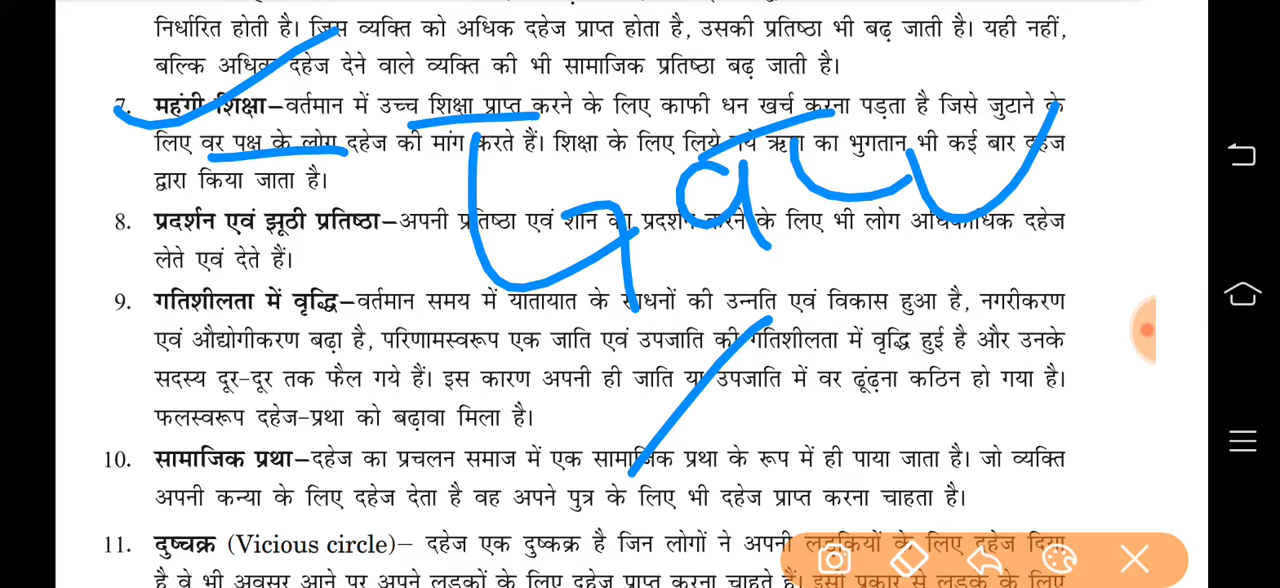 निर्धारित होती है। जिस व्यक्ति को अधिक दहेज प्राप्त होता है, उसकी प्रतिष्ठा भी बढ़ जाती है। यही नहीं,
बल्कि अधिक दहेज देने वाले व्यक्ति की भी सामाजिक प्रतिष्ठा बढ़ जाती है।
7. महंगी शिक्षा–वर्तमान में उच्च शिक्षा प्राप्त करने के लिए काफी धन खर्च करना पड़ता है जिसे जुटाने के
लिए वर पक्ष के लोग दहेज की मांग करते हैं। शिक्षा के लिए लिये गये ऋण का भुगतान भी कई बार दहेज
द्वारा किया जाता है।
8. प्रदर्शन एवं झूठी प्रतिष्ठा–अपनी प्रतिष्ठा एवं शान का प्रदर्शन करने के लिए भी लोग अधिकाधिक दहेज
लेते एवं देते हैं।
9. गतिशीलता में वृद्धि–वर्तमान समय में यातायात के साधनों की उन्नति एवं विकास हुआ है, नगरीकरण
एवं औद्योगीकरण बढ़ा है, परिणामस्वरूप एक जाति एवं उपजाति की गतिशीलता में वृद्धि हुई है और उनके
सदस्य दूर-दूर तक फैल गये हैं। इस कारण अपनी ही जाति या उपजाति में वर ढूंढ़ना कठिन हो गया है।
फलस्वरूप दहेज-प्रथा को बढ़ावा मिला है।
10. सामाजिक प्रथा–दहेज का प्रचलन समाज में एक सामाजिक प्रथा के रूप में ही पाया जाता है। जो व्यक्ति
अपनी कन्या के लिए दहेज देता है वह अपने पुत्र के लिए भी दहेज प्राप्त करना चाहता है।
11. दुष्चक्र (Vicious circle)– दहेज एक दुष्कक्र है जिन लोगों ने अपनी लड़कियों के लिए दहेज दिया
है वे भी अवसर आने पर अपने लड़कों के लिए दहेज प्राप्त करना चाहते हैं। इसी प्रकार से लड़के के लिए